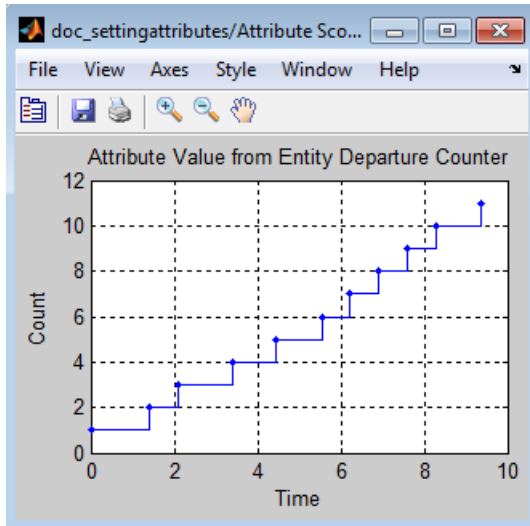 doc_settingattributes/Attribute Sco...
File View Axes Style Window Help
Attribute Value from Entity Departure Counter
12
10
8
6
4
2
0
Count
0 2 4 6 8 10
Time